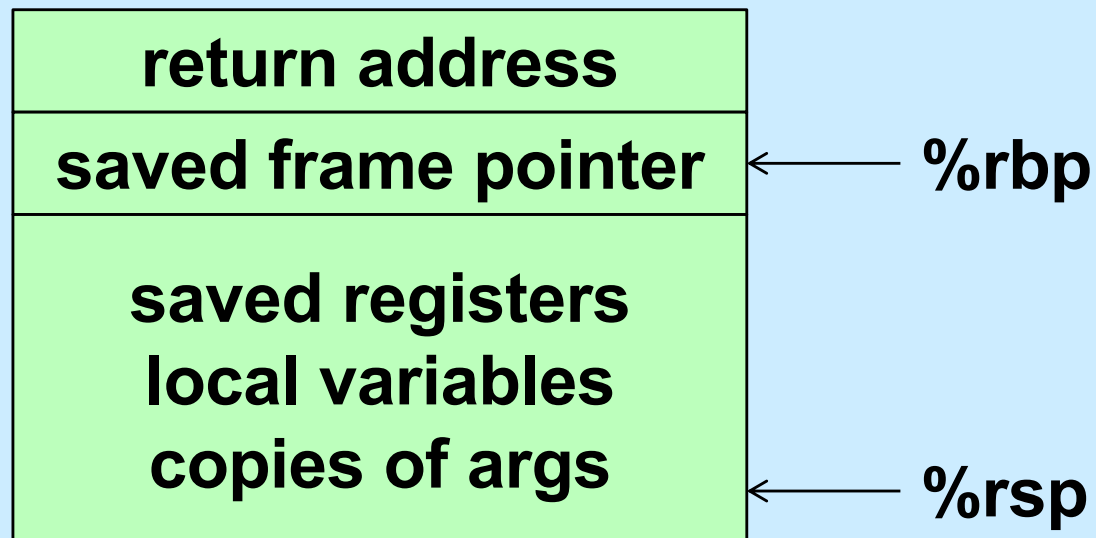 return address
saved frame pointer
%rbp
saved registers
local variables
copies of args
%rsp